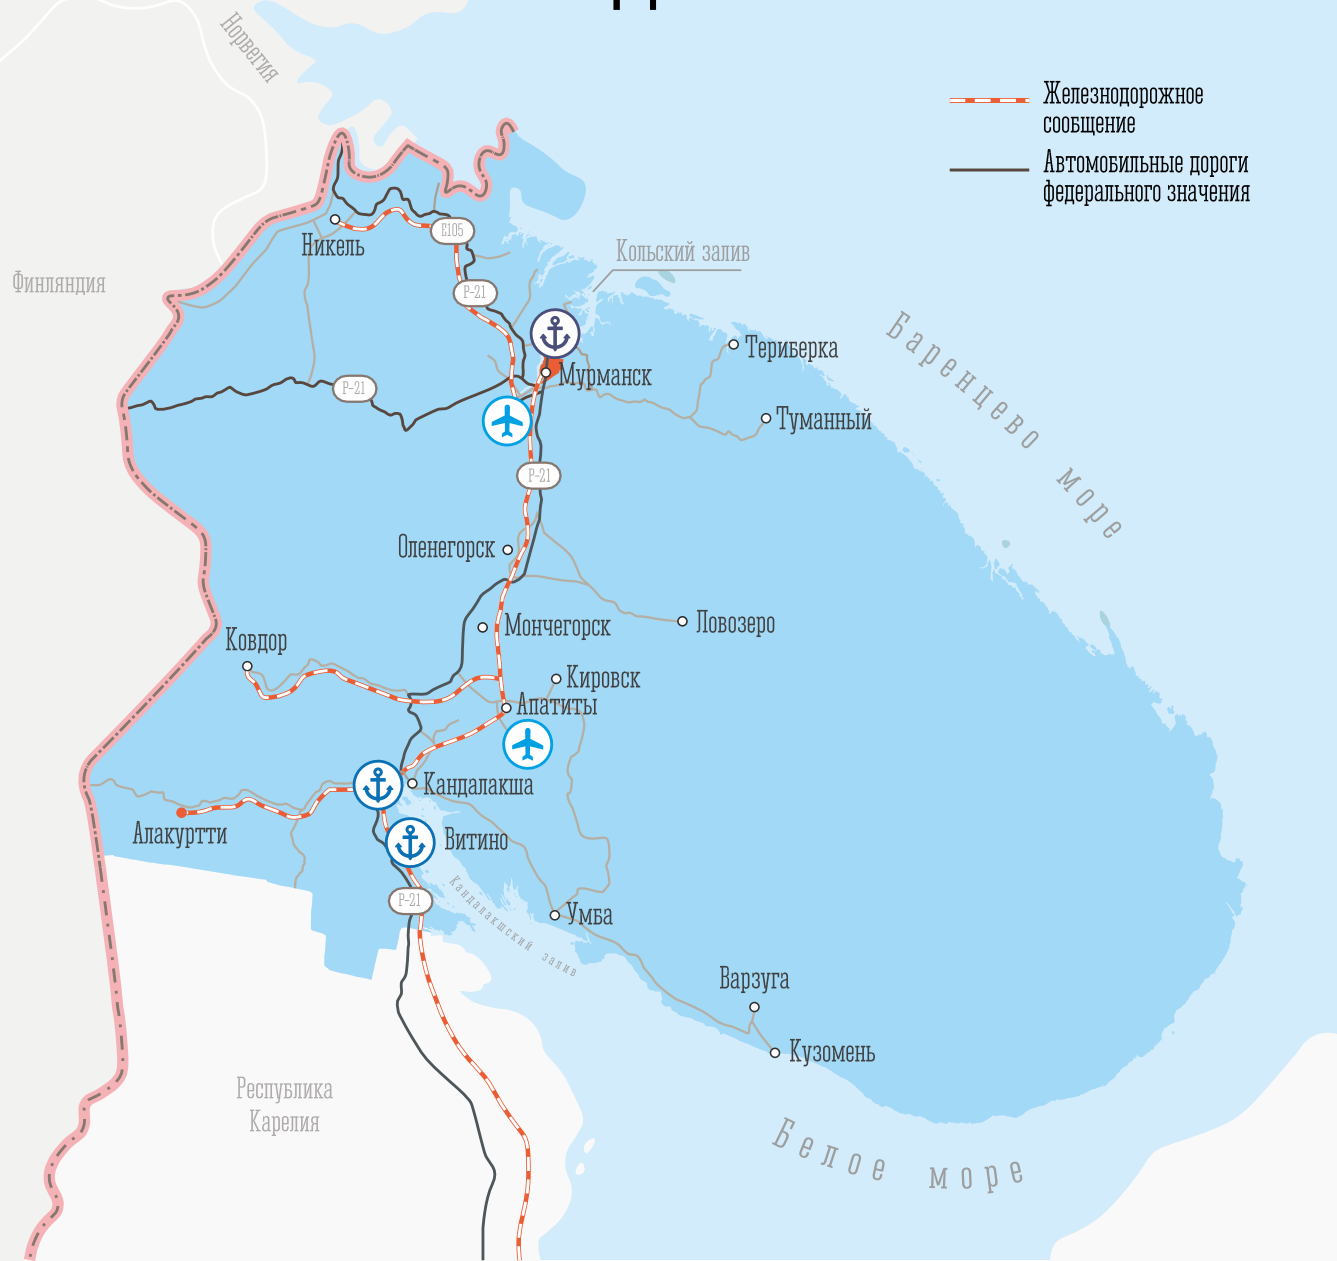 Норвегия
Железнодорожное
сообщение
Автомобильные дороги
федерального значения
Е105
Никель
Кольский залив
Финляндия
Р-21
Баренцево море
Териберка
Мурманск
Р-21
Туманный
Р-21
Оленегорск
Мончегорск
Ловозеро
Ковдор
Кировск
Апатиты
Кандалакша
Алакуртти
Витино
Р-21
Кандалакшский залив
Умба
Варзуга
Кузомень
Республика
Карелия
Белое море